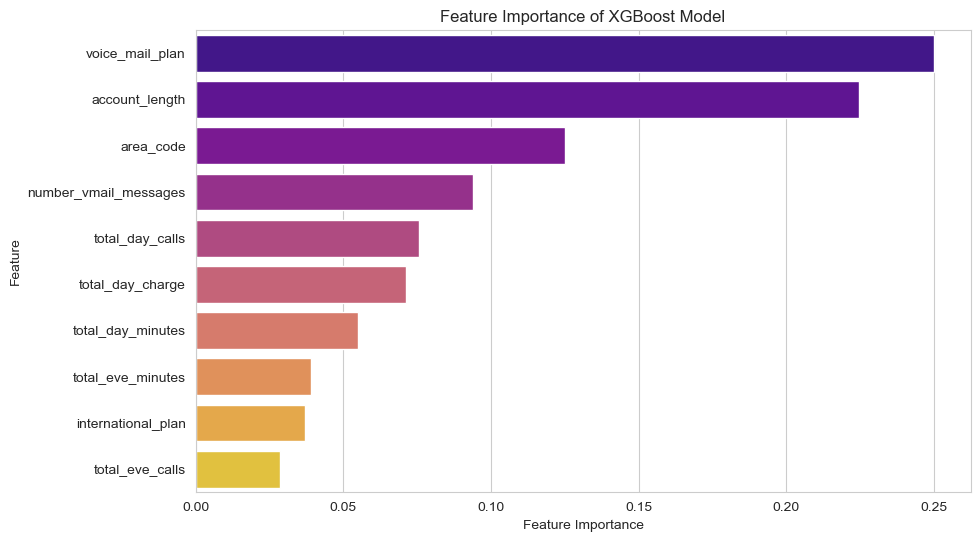 Feature Importance of XGBoost Model
Feature
voice_mail_plan
account_length
area_code
number_vmail_messages
total_day_calls
total_day_charge
total_day_minutes
total_eve_minutes
international_plan
total_eve_calls
0.00 0.05 0.10 0.15 0.20 0.25
Feature Importance